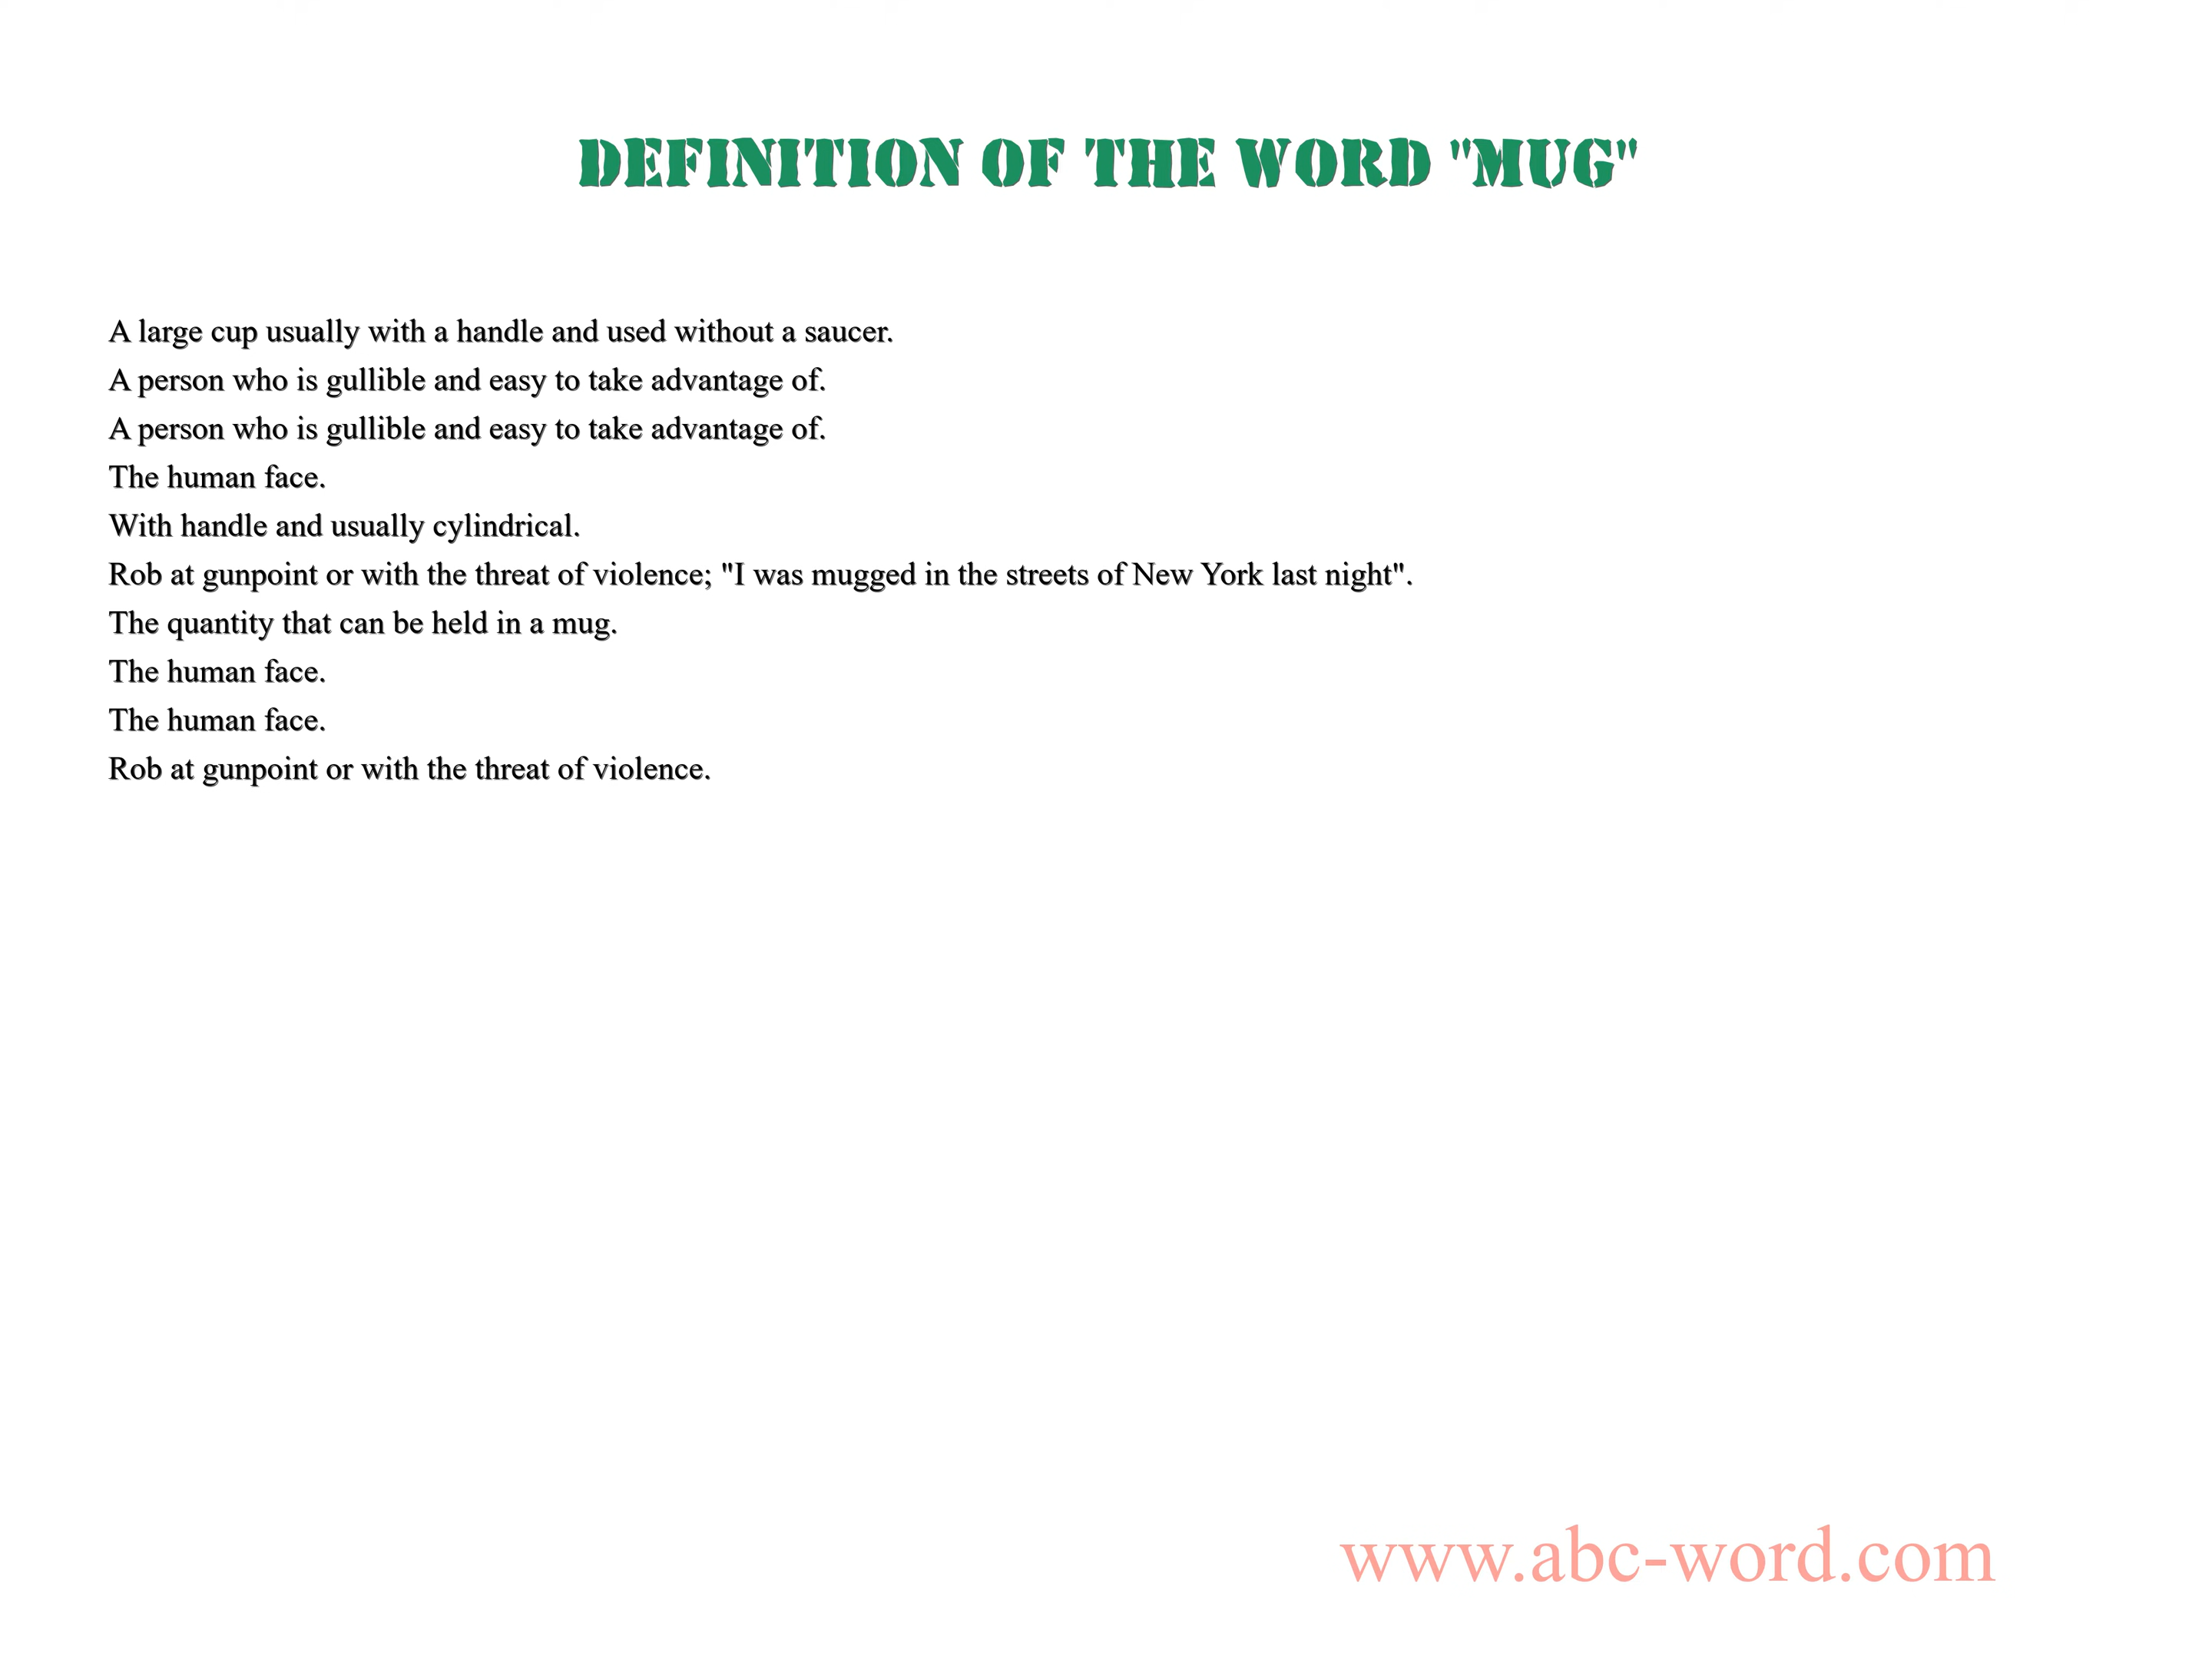 DEFINITION OF THE WORD "MUG"
A large cup usually with a handle and used without a saucer.
A person who is gullible and easy to take advantage of.
A person who is gullible and easy to take advantage of.
The human face.
With handle and usually cylindrical.
Rob at gunpoint or with the threat of violence; "I was mugged in the streets of New York last night".
The quantity that can be held in a mug.
The human face.
The human face.
Rob at gunpoint or with the threat of violence.
www.abc-word.com